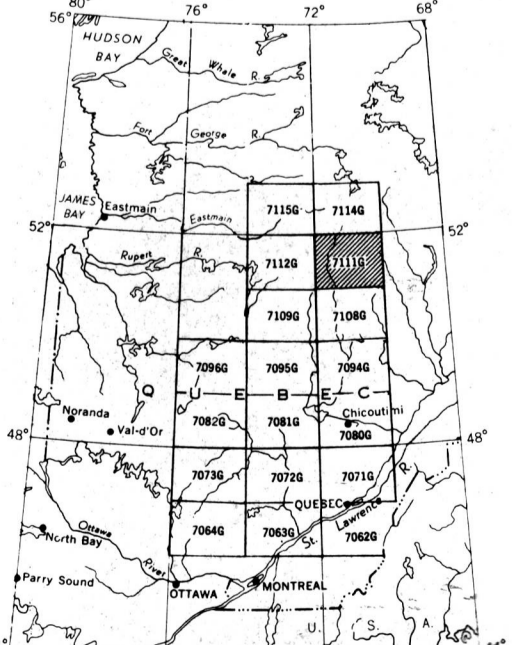 80°
76°
72°
68°
56°
HUDSON
BAY
Great Whale R.
Fort George R.
JAMES
BAY
Eastmain
Eastmain
7115G
7114G
52°
52°
Rupert R.
7112G
7111G
7109G
7108G
7096G
7095G
7094G
QUEBEC
Noranda
Val-d'Or
Chicoutimi
7082G
7081G
7080G
48°
48°
7073G
7072G
7071G
QUEBEC
St. Lawrence R.
7064G
7063G
7062G
Ottawa River
North Bay
Parry Sound
OTTAWA
MONTREAL
U. S. A.